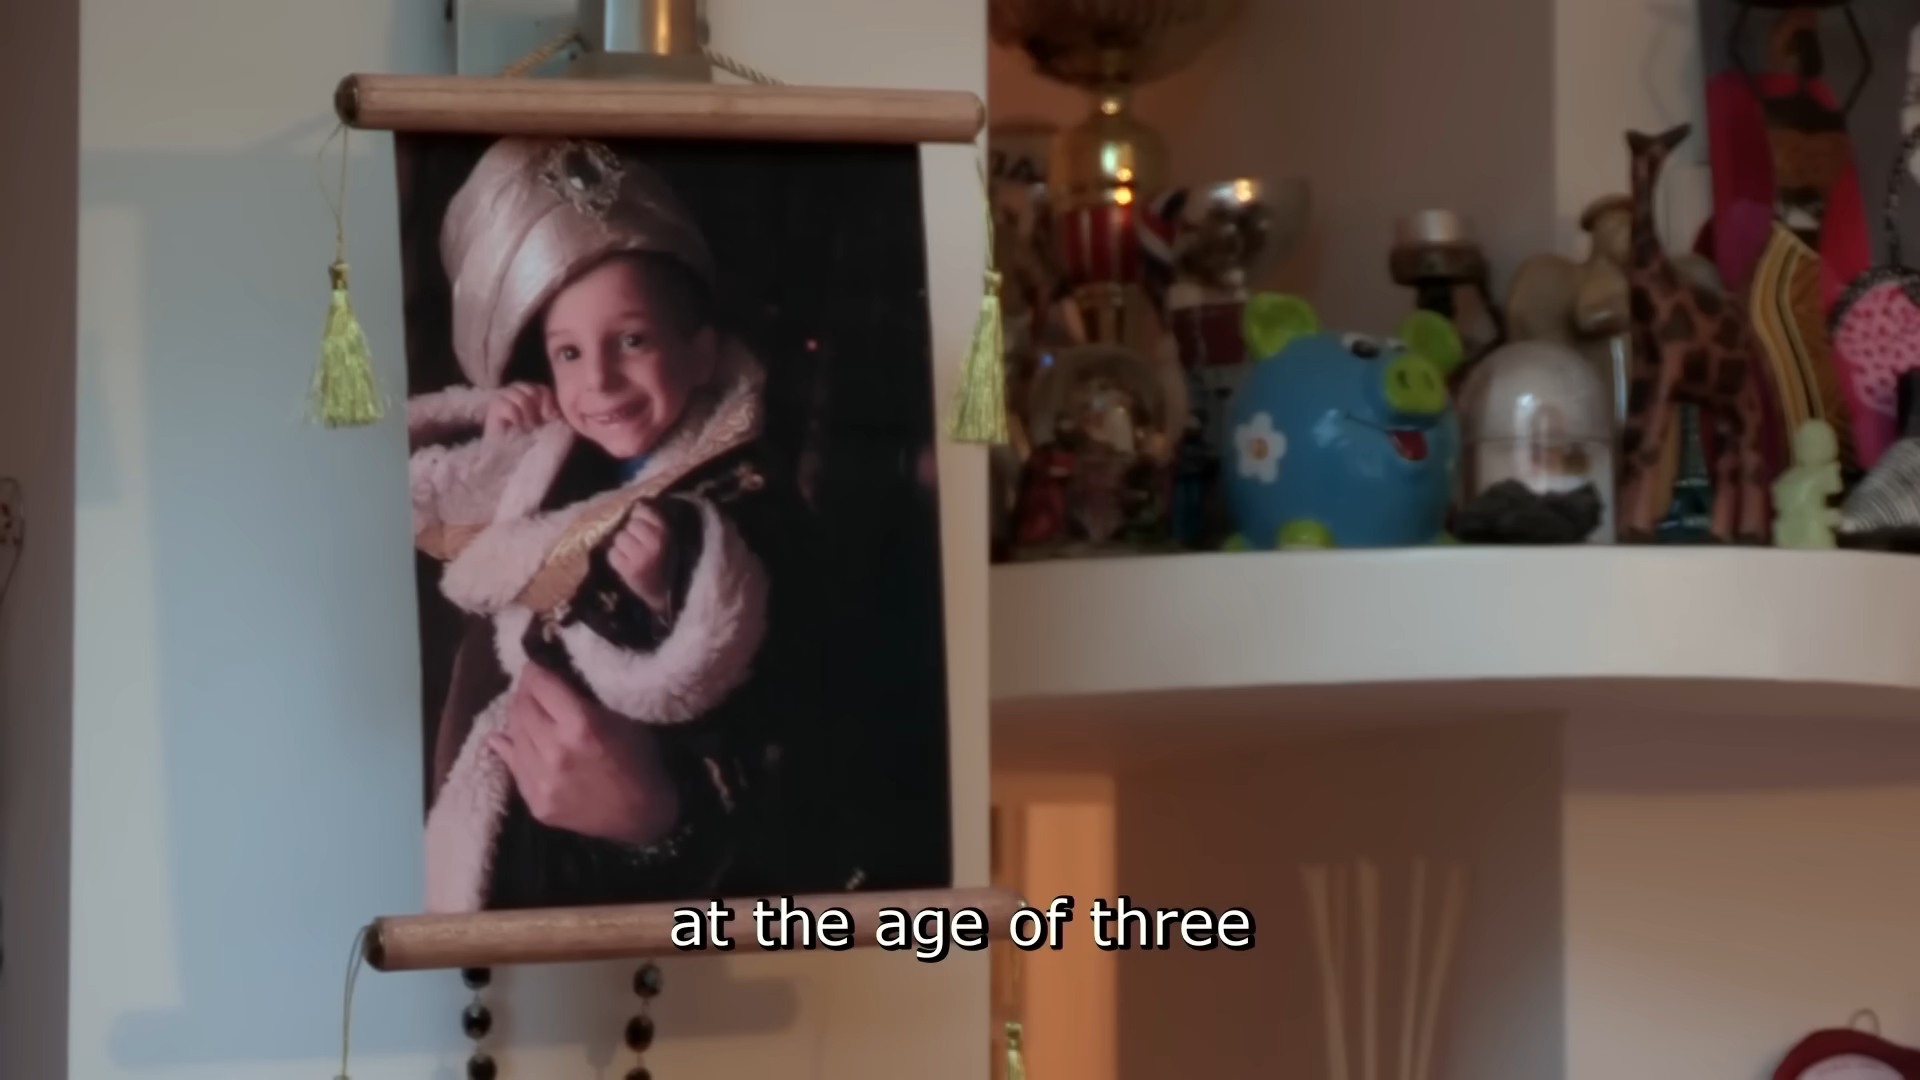 at the age of three